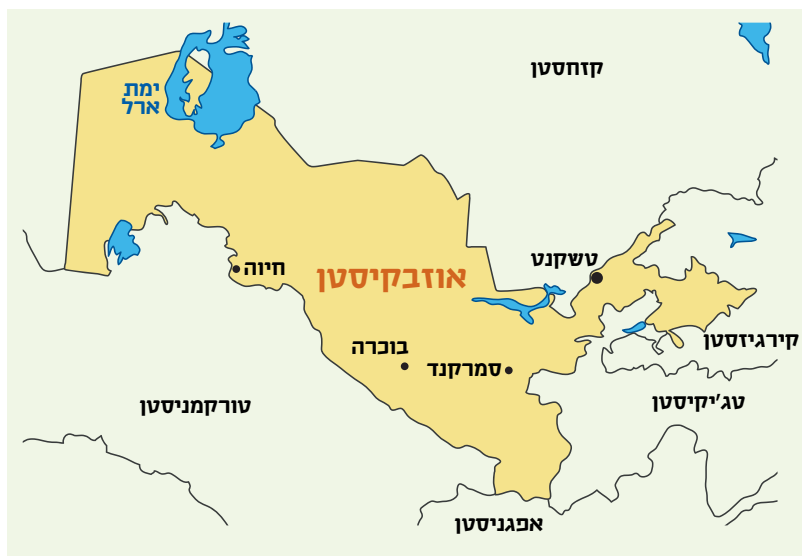 קזחסטן
ימת
ארל
טשקנט
חיוה
אוזבקיסטן
קירגיזסטן
בוכרה
סמרקנד
טג'יקיסטן
טורקמניסטן
אפגניסטן